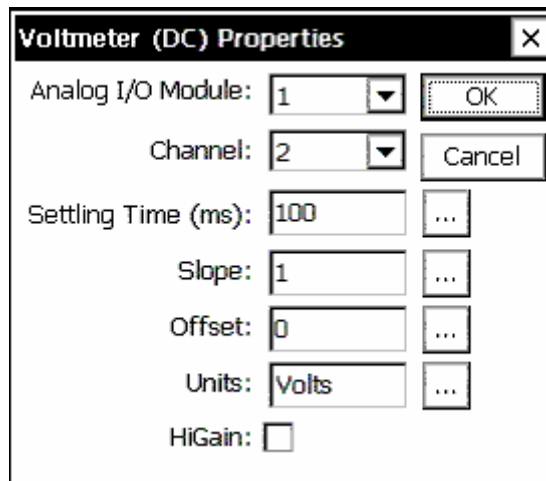 Voltmeter (DC) Properties
Analog I/O Module: 1 OK
Channel: 2 Cancel
Settling Time (ms): 100 ...
Slope: 1 ...
Offset: 0 ...
Units: Volts ...
HiGain: